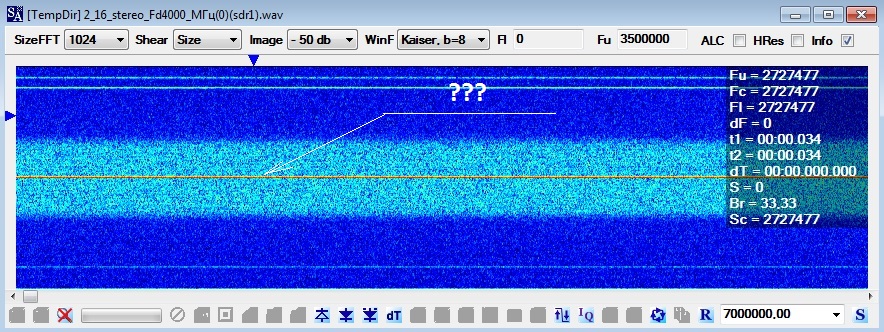 [TempDir] 2_16_stereo_Fd4000_МГц(0)(sdr1).wav
SizeFFT 1024 Shear Size Image - 50 db WinF Kaiser, b=8 Fl 0 Fu 3500000 ALC HRes Info
???
Fu = 2727477
Fc = 2727477
Fl = 2727477
dF = 0
t1 = 00:00.034
t2 = 00:00.034
dT = 00:00.000.000
S = 0
Br = 33,33
Sc = 2727477
dT IQ R 7000000,00 S